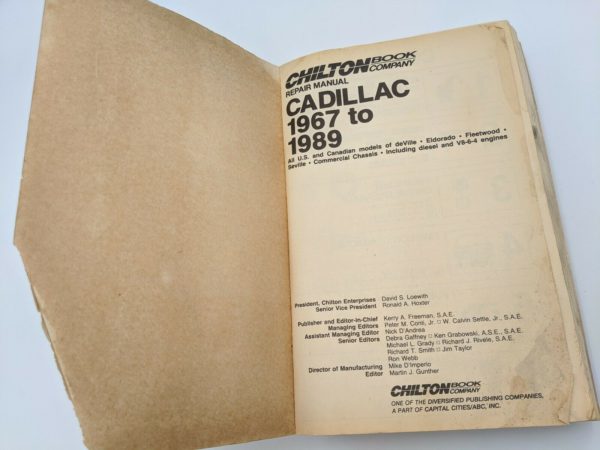 CHILTON BOOK COMPANY
REPAIR MANUAL
CADILLAC
1967 to
1989
All U.S. and Canadian models of deVille • Eldorado • Fleetwood •
Seville • Commercial Chassis • Including diesel and V8-6-4 engines
President, Chilton Enterprises David S. Loewith
Senior Vice President Ronald A. Hoxter
Publisher and Editor-in-Chief Kerry A. Freeman, S.A.E.
Managing Editors Peter M. Conti, Jr. □ W. Calvin Settle, Jr., S.A.E.
Assistant Managing Editor Nick D'Andrea
Senior Editors Debra Gaffney □ Ken Grabowski, A.S.E., S.A.E.
Michael L. Grady □ Richard J. Rivele, S.A.E.
Richard T. Smith □ Jim Taylor
Ron Webb
Director of Manufacturing Mike D'Imperio
Editor Martin J. Gunther
CHILTON BOOK COMPANY
ONE OF THE DIVERSIFIED PUBLISHING COMPANIES,
A PART OF CAPITAL CITIES/ABC, INC.